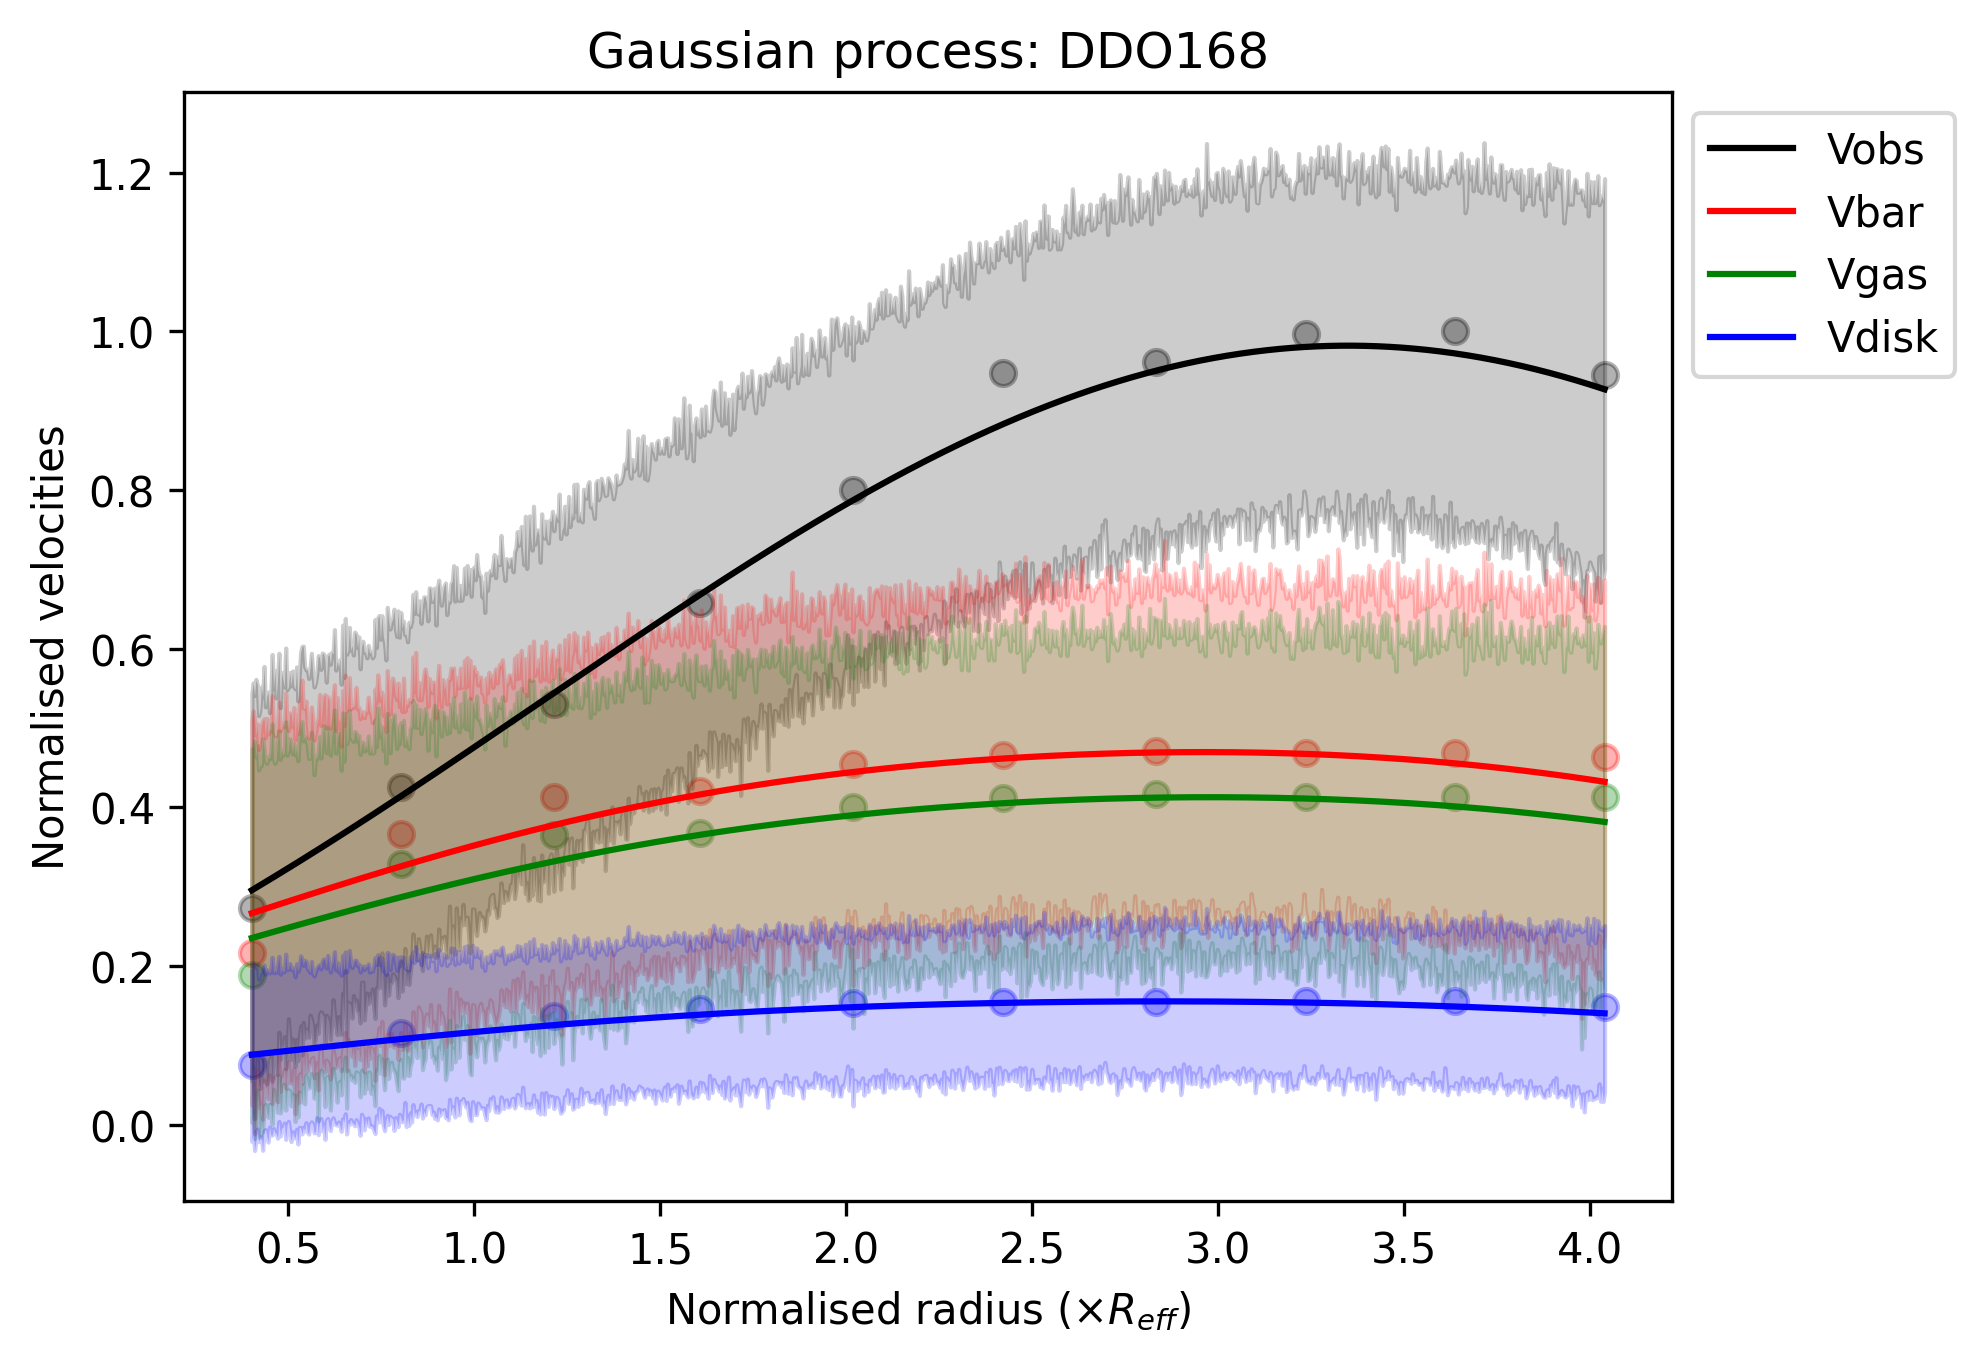 Gaussian process: DDO168
Normalised velocities
1.2
1.0
0.8
0.6
0.4
0.2
0.0
0.5 1.0 1.5 2.0 2.5 3.0 3.5 4.0
Normalised radius (×R_eff)
Vobs
Vbar
Vgas
Vdisk